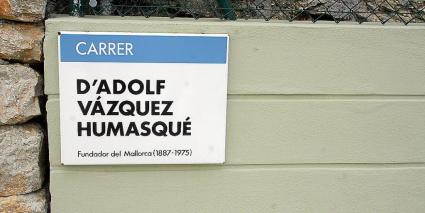 CARRER
D'ADOLF
VÁZQUEZ
HUMASQUÉ
Fundador del Mallorca (1887-1975)